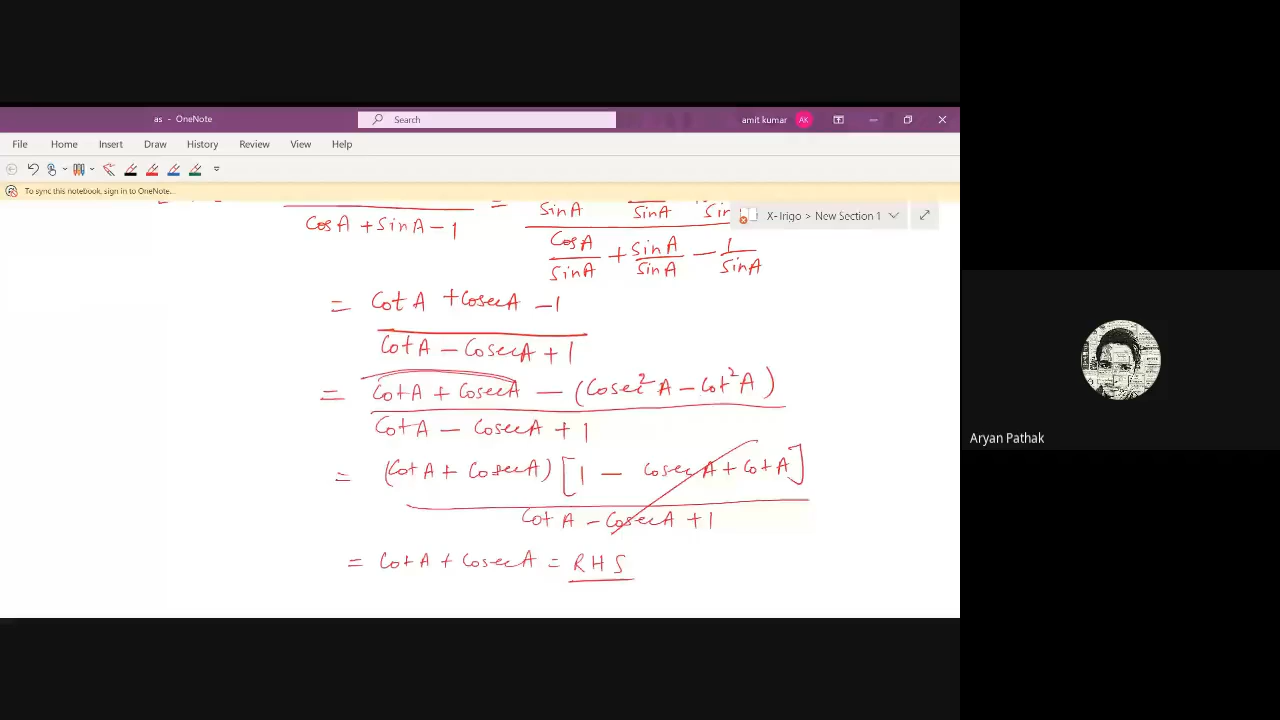 as - OneNote
Search
amit kumar AK
File Home Insert Draw History Review View Help
To sync this notebook, sign in to OneNote...
X-Trigo > New Section 1
= sinA sinA
cosA + sinA - 1
cosA/sinA + sinA/sinA - 1/sinA
= cotA + cosecA - 1
cotA - cosecA + 1
= cotA + cosecA - (cosec²A - cot²A)
cotA - cosecA + 1
= (cotA + cosecA) [1 - cosecA + cotA]
cotA - cosecA + 1
= cotA + cosecA = RHS
Aryan Pathak